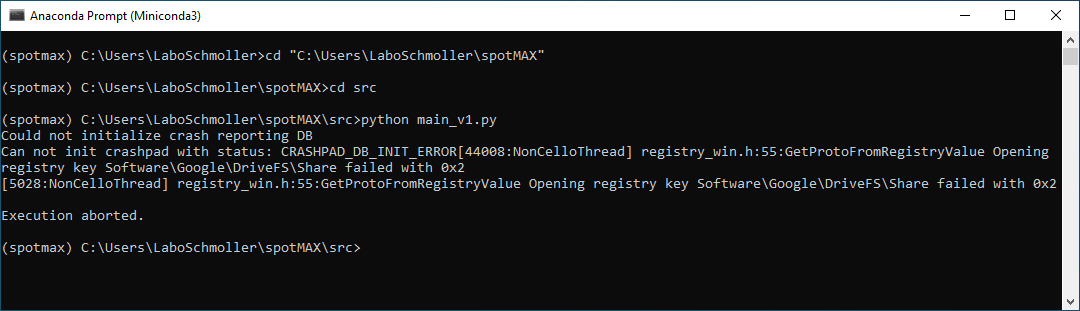 Anaconda Prompt (Miniconda3)
(spotmax) C:\Users\LaboSchmoller>cd "C:\Users\LaboSchmoller\spotMAX"
(spotmax) C:\Users\LaboSchmoller\spotMAX>cd src
(spotmax) C:\Users\LaboSchmoller\spotMAX\src>python main_v1.py
Could not initialize crash reporting DB
Can not init crashpad with status: CRASHPAD_DB_INIT_ERROR[44008:NonCelloThread] registry_win.h:55:GetProtoFromRegistryValue Opening
registry key Software\Google\DriveFS\Share failed with 0x2
[5028:NonCelloThread] registry_win.h:55:GetProtoFromRegistryValue Opening registry key Software\Google\DriveFS\Share failed with 0x2
Execution aborted.
(spotmax) C:\Users\LaboSchmoller\spotMAX\src>